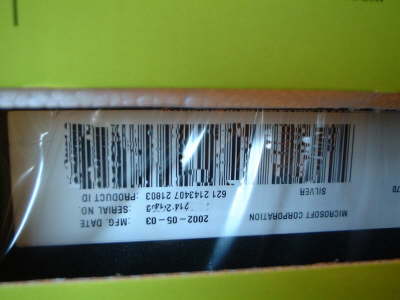 MFG. DATE : 2002-05-03 MICROSOFT CORPORATION
SERIAL NO. :
PRODUCT ID : 621 2143407 21803 SILVER